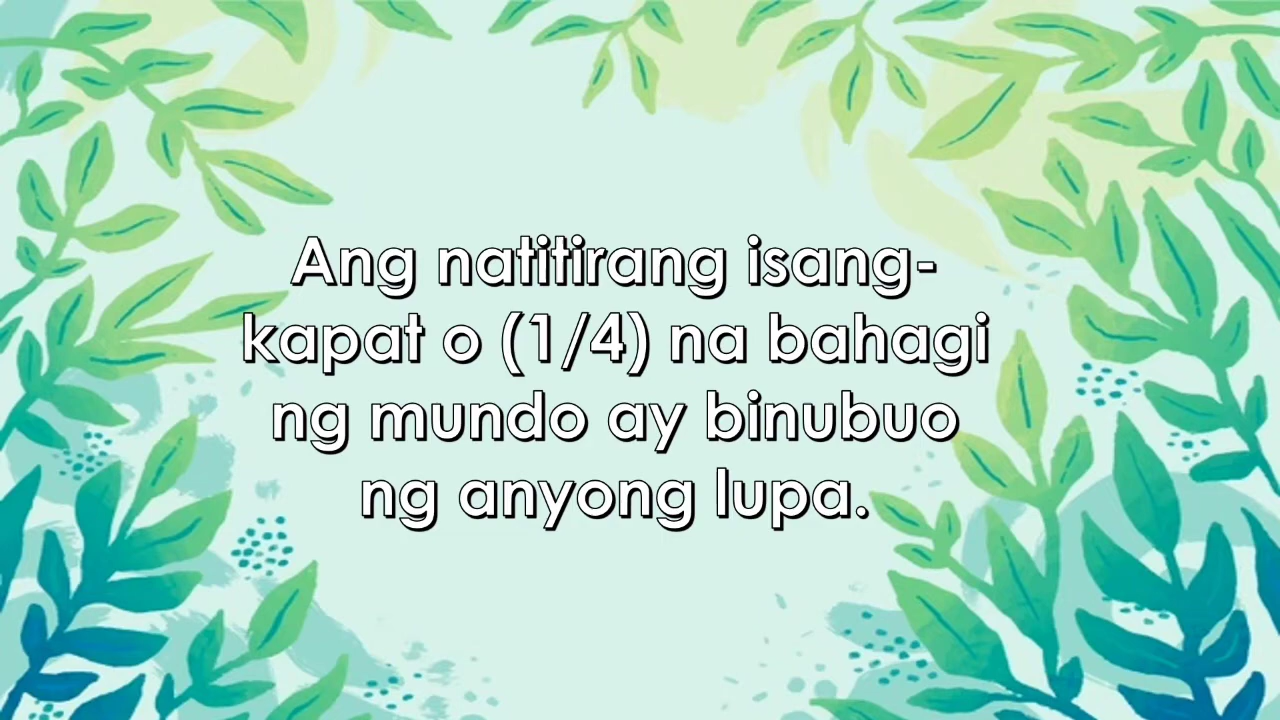 Ang natitirang isang-
kapat o (1/4) na bahagi
ng mundo ay binubuo
ng anyong lupa.